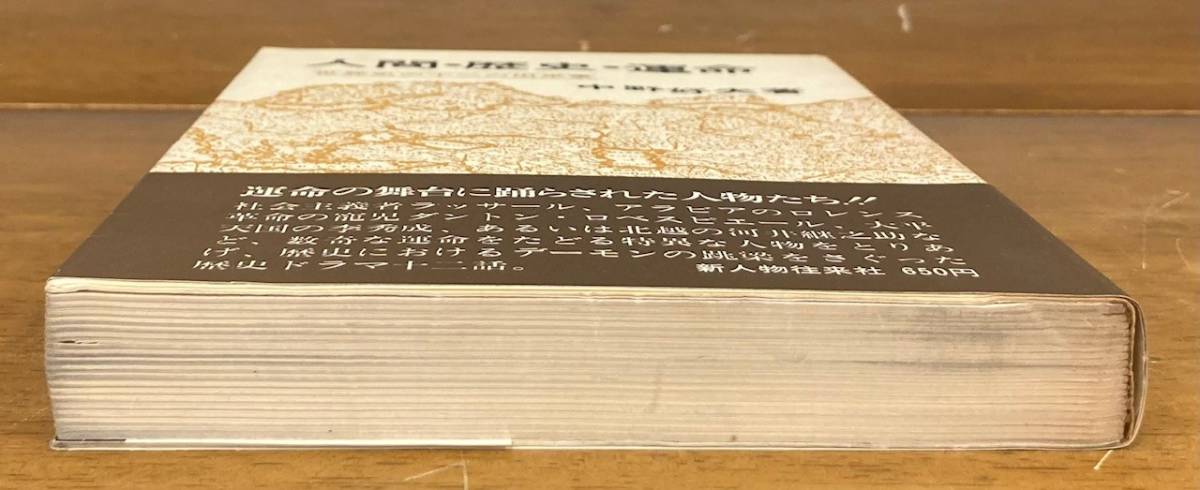 人間・歴史・運命
中野好夫著
運命の舞台に踊らされた人物たち!!
社会主義者ラッサール、アラビアのロレンス
革命の寵児ダントン・ロベスピエール、太平
天国の李秀成、あるいは北越の河井継之助な
ど、数奇な運命をたどる特異な人物をとりあ
げ、歴史におけるデーモンの跳梁をさぐった
歴史ドラマ十二話。
新人物往来社 650円